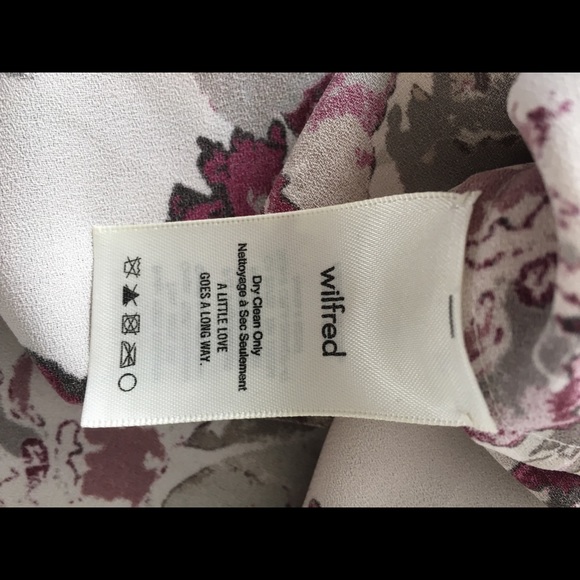 wilfred
Dry Clean Only
Nettoyage à Sec Seulement
A LITTLE LOVE
GOES A LONG WAY.